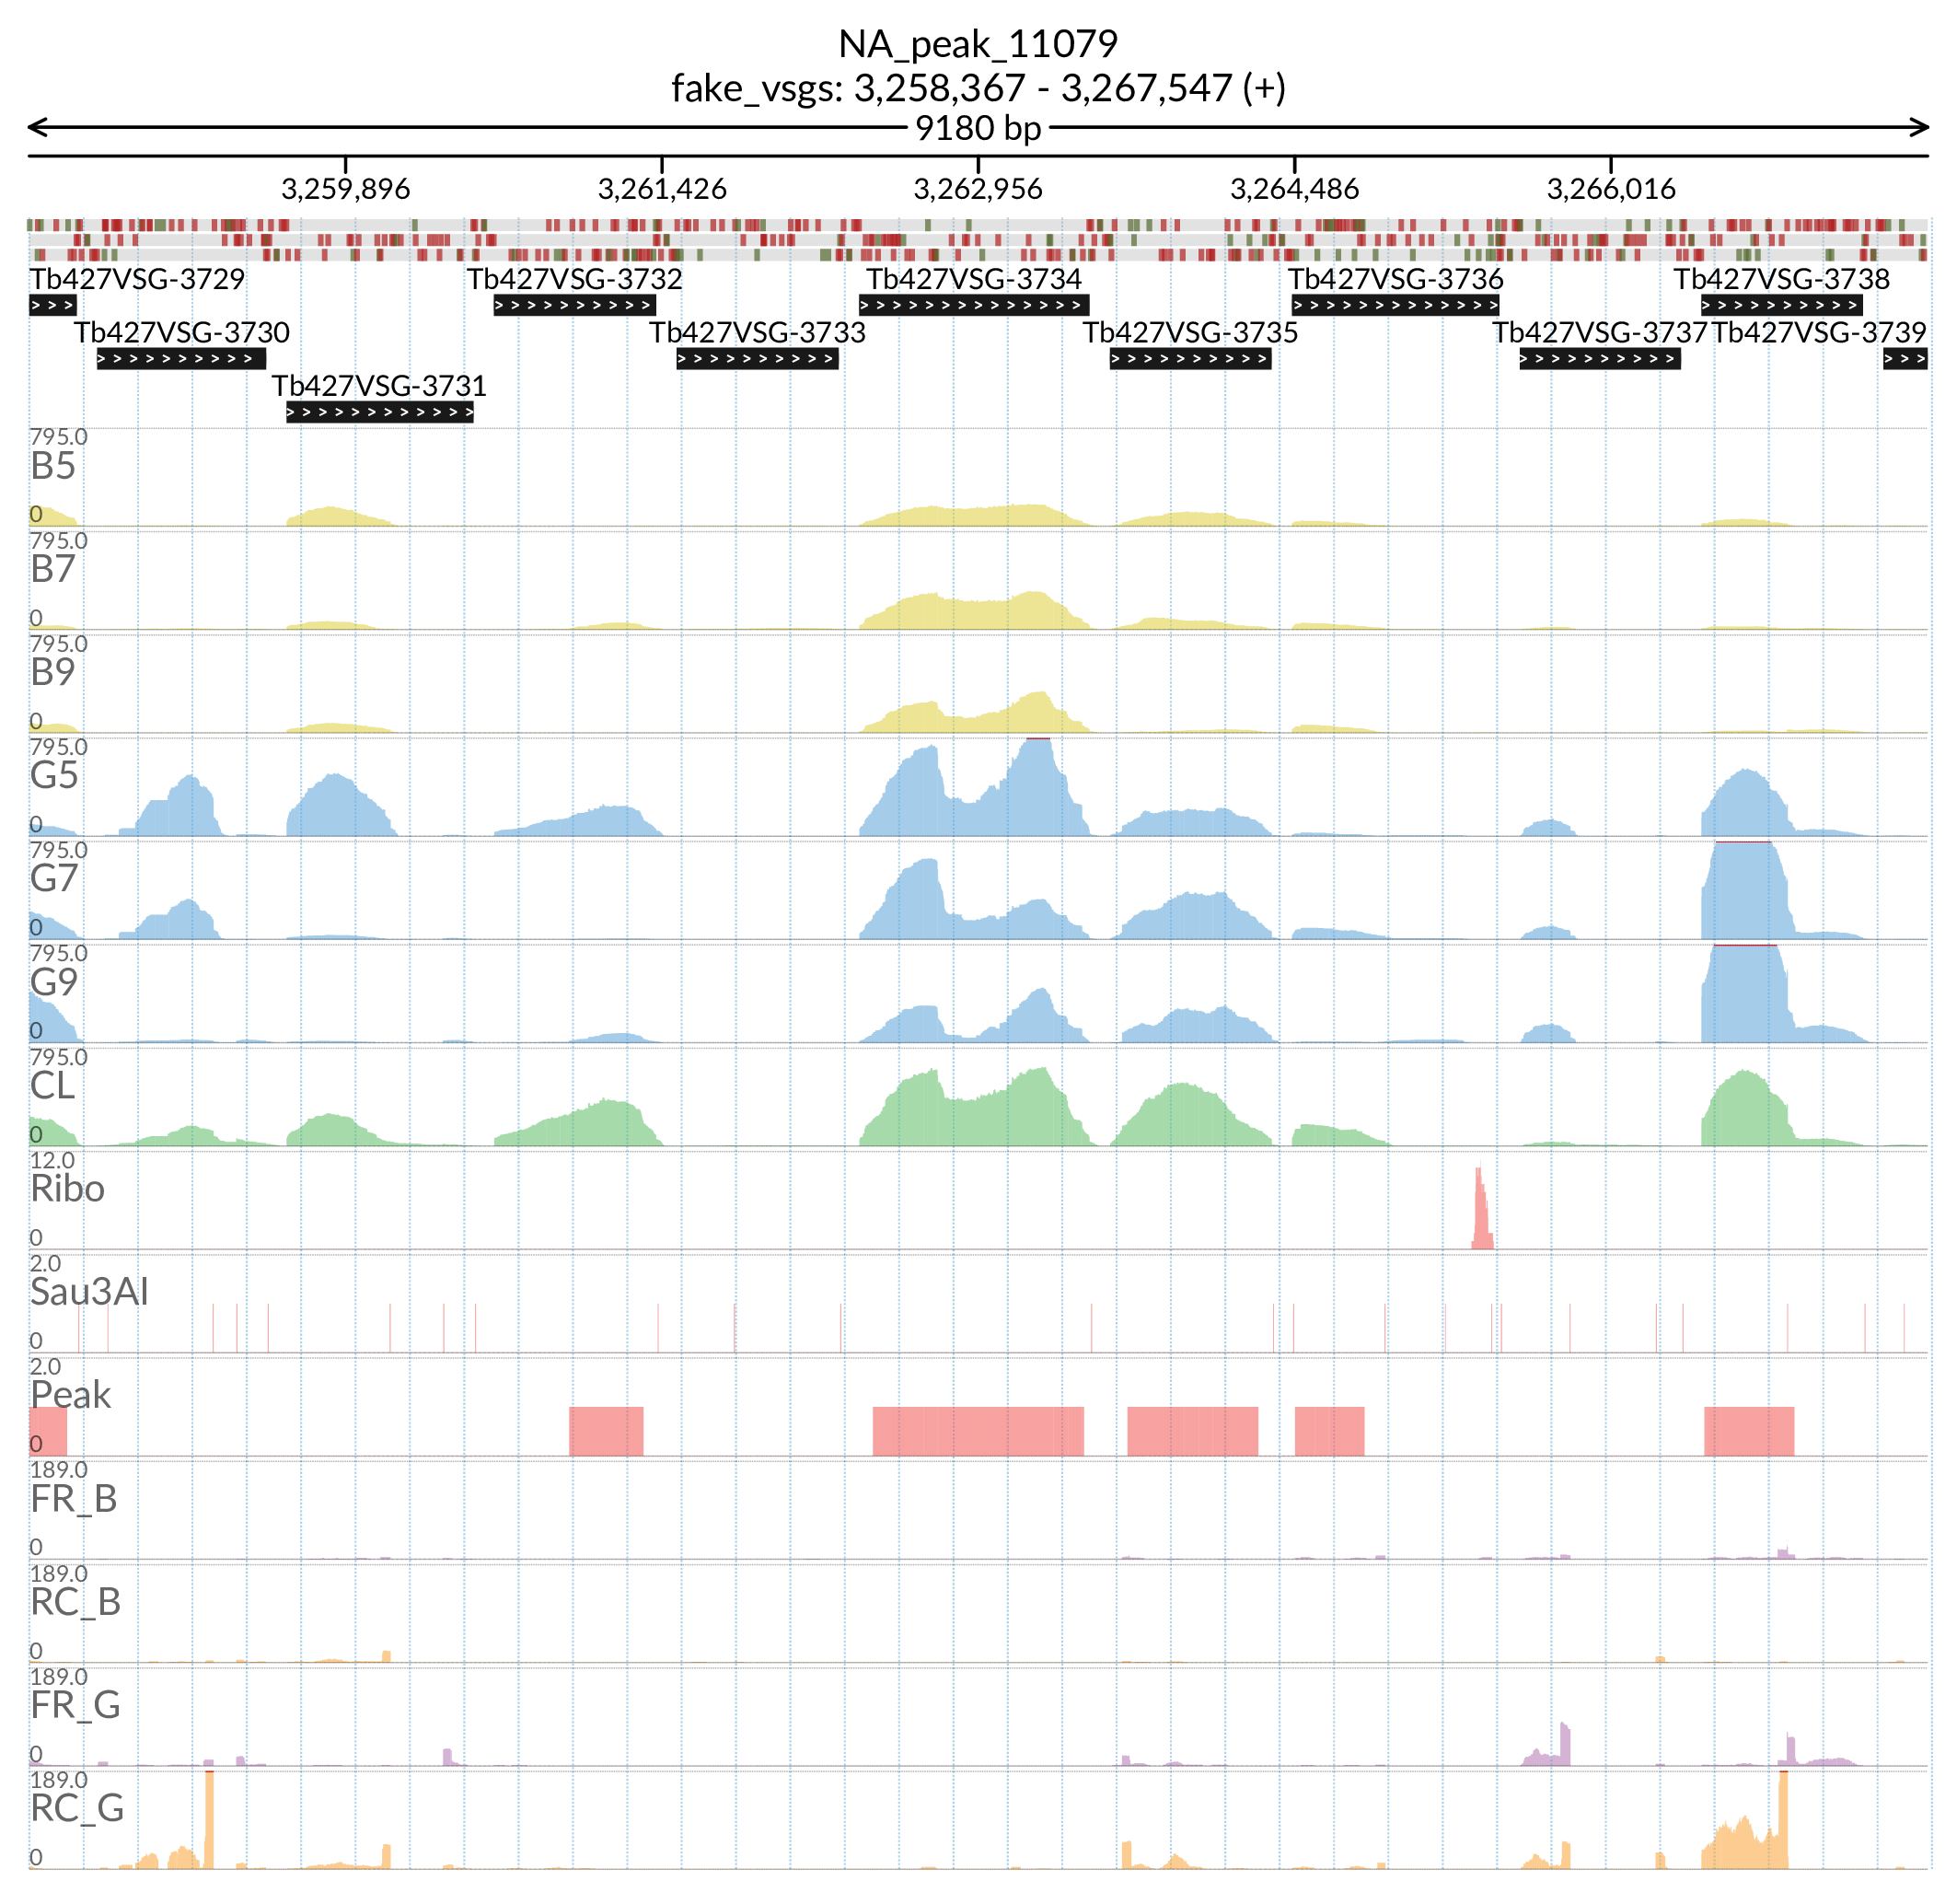 NA_peak_11079
fake_vsgs: 3,258,367 - 3,267,547 (+)
9180 bp
3,259,896 3,261,426 3,262,956 3,264,486 3,266,016
Tb427VSG-3729 Tb427VSG-3732 Tb427VSG-3734 Tb427VSG-3736 Tb427VSG-3738
Tb427VSG-3730 Tb427VSG-3733 Tb427VSG-3735 Tb427VSG-3737 Tb427VSG-3739
Tb427VSG-3731
795.0
B5
0
795.0
B7
0
795.0
B9
0
795.0
G5
0
795.0
G7
0
795.0
G9
0
795.0
CL
0
12.0
Ribo
0
2.0
Sau3AI
0
2.0
Peak
0
189.0
FR_B
0
189.0
RC_B
0
189.0
FR_G
0
189.0
RC_G
0